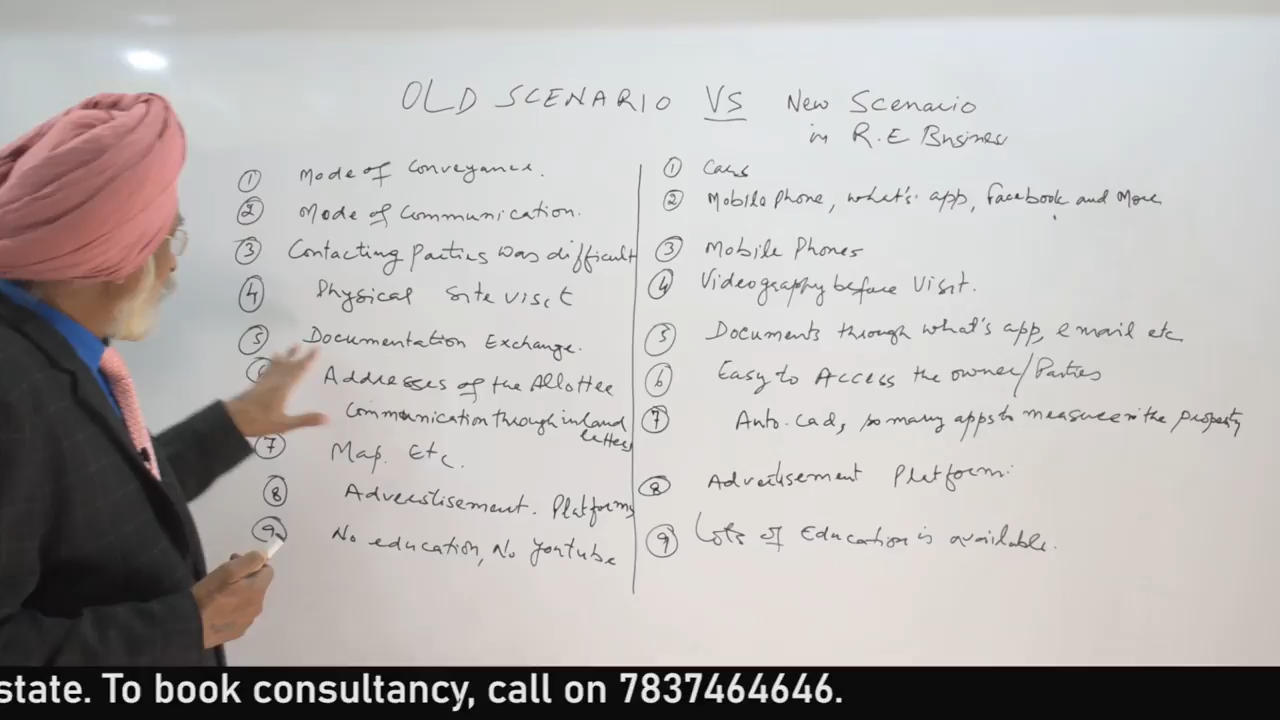 OLD SCENARIO VS New Scenario
in R.E Business
① Mode of Conveyance.
② Mode of Communication.
③ Contacting Parties was difficult
④ Physical Site visit
⑤ Documentation Exchange.
⑥ Addresses of the Allottee
Communication through inland
letters
⑦ Map. Etc.
⑧ Adverstisement. Platforms
⑨ No education, No Youtube
① Cars
② Mobile Phone, what's app, Facebook and More
③ Mobile Phones
④ Videography before Visit.
⑤ Documents through what's app, email etc
⑥ Easy to Access the owner/Parties
⑦ Auto.Cad, so many apps to measure the property
⑧ Advertisement Platform.
⑨ Lots of Education is available.
state. To book consultancy, call on 7837464646.